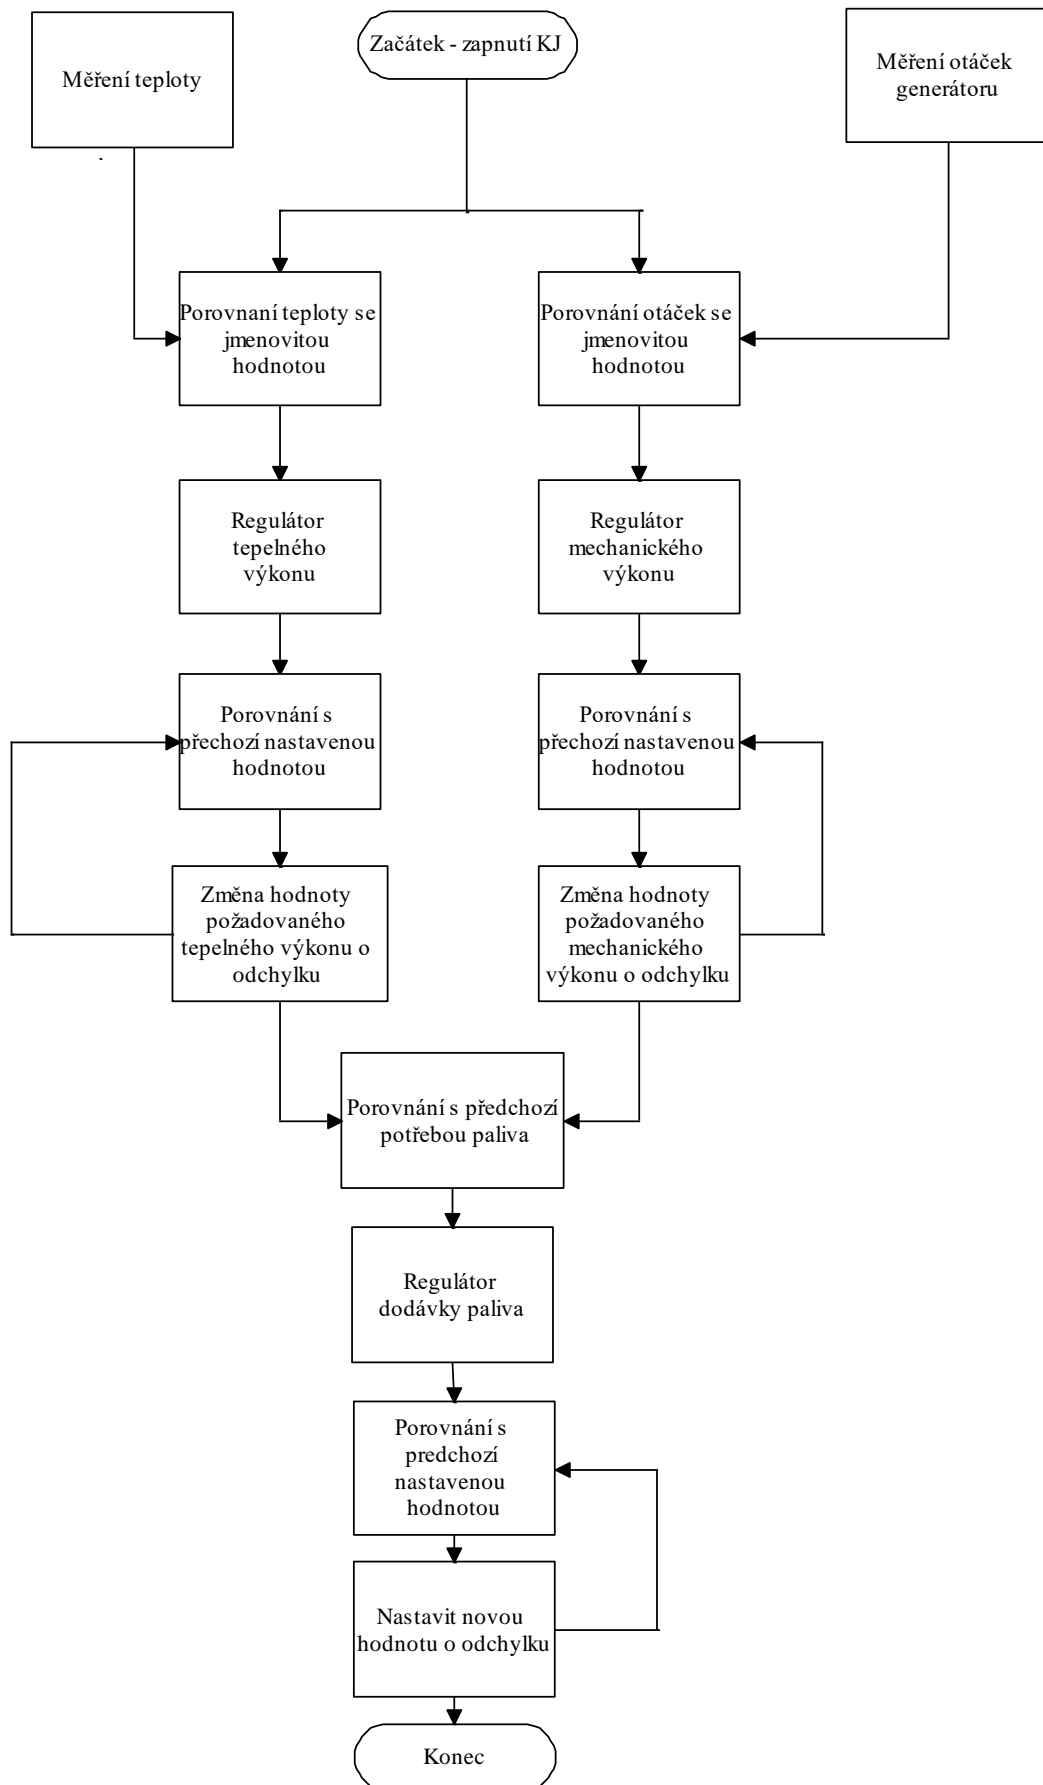 Měření teploty
Začátek - zapnutí KJ
Měření otáček
generátoru
Porovnaní teploty se
jmenovitou
hodnotou
Porovnání otáček se
jmenovitou
hodnotou
Regulátor
tepelného
výkonu
Regulátor
mechanického
výkonu
Porovnání s
přechozí nastavenou
hodnotou
Porovnání s
přechozí nastavenou
hodnotou
Změna hodnoty
požadovaného
tepelného výkonu o
odchylku
Změna hodnoty
požadovaného
mechanického
výkonu o odchylku
Porovnání s předchozí
potřebou paliva
Regulátor
dodávky paliva
Porovnání s
predchozí
nastavenou
hodnotou
Nastavit novou
hodnotu o odchylku
Konec